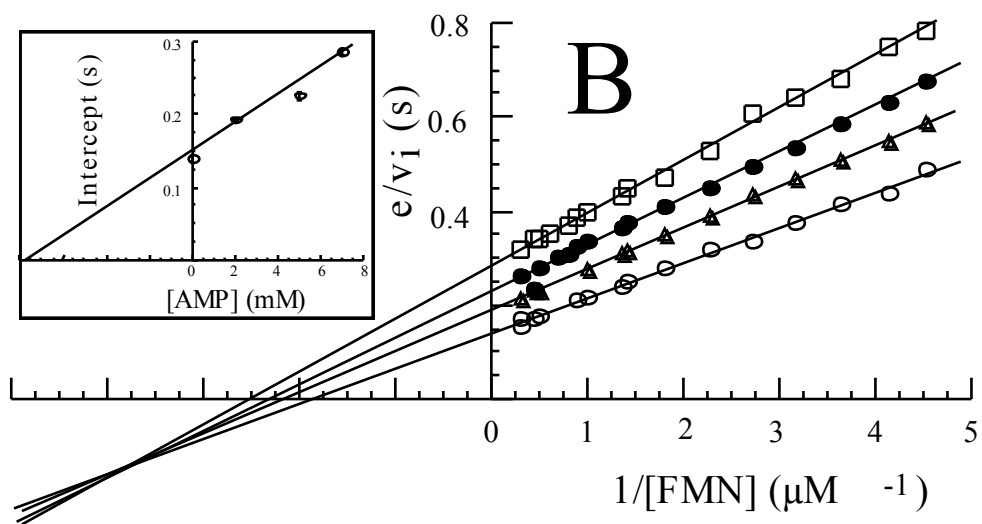 B
Intercept (s)
0.3
0.2
0.1
0 2 4 6 8
[AMP] (mM)
e/vi (s)
0.8
0.6
0.4
0 1 2 3 4 5
1/[FMN] (μM -1)